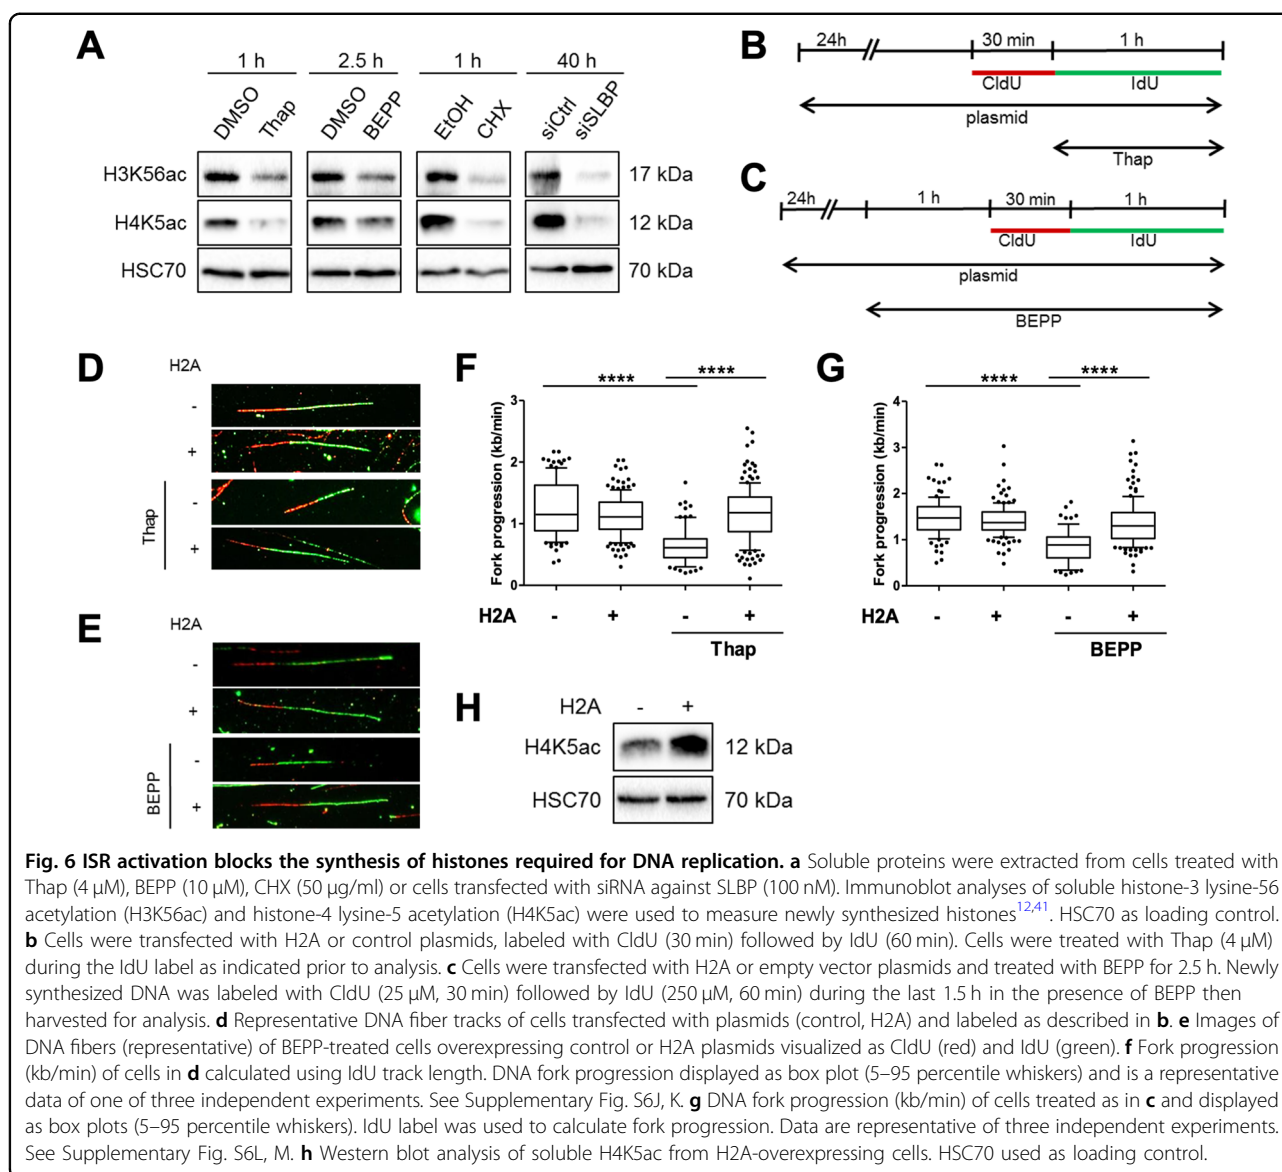 A
1 h 2.5 h 1 h 40 h
DMSO Thap DMSO BEPP EtOH CHX siCtrl siSLBP
H3K56ac 17 kDa
H4K5ac 12 kDa
HSC70 70 kDa
B
24h 30 min 1 h
CldU IdU
plasmid
Thap
C
24h 1 h 30 min 1 h
CldU IdU
plasmid
BEPP
D
H2A
-
+
Thap
-
+
E
H2A
-
+
BEPP
-
+
F
**** ****
Fork progression (kb/min)
3
2
1
0
H2A - + - +
Thap
G
**** ****
Fork progression (kb/min)
4
3
2
1
0
H2A - + - +
BEPP
H
H2A - +
H4K5ac 12 kDa
HSC70 70 kDa
Fig. 6 ISR activation blocks the synthesis of histones required for DNA replication. a Soluble proteins were extracted from cells treated with
Thap (4 µM), BEPP (10 µM), CHX (50 µg/ml) or cells transfected with siRNA against SLBP (100 nM). Immunoblot analyses of soluble histone-3 lysine-56
acetylation (H3K56ac) and histone-4 lysine-5 acetylation (H4K5ac) were used to measure newly synthesized histones12,41. HSC70 as loading control.
b Cells were transfected with H2A or control plasmids, labeled with CldU (30 min) followed by IdU (60 min). Cells were treated with Thap (4 µM)
during the IdU label as indicated prior to analysis. c Cells were transfected with H2A or empty vector plasmids and treated with BEPP for 2.5 h. Newly
synthesized DNA was labeled with CldU (25 µM, 30 min) followed by IdU (250 µM, 60 min) during the last 1.5 h in the presence of BEPP then
harvested for analysis. d Representative DNA fiber tracks of cells transfected with plasmids (control, H2A) and labeled as described in b. e Images of
DNA fibers (representative) of BEPP-treated cells overexpressing control or H2A plasmids visualized as CldU (red) and IdU (green). f Fork progression
(kb/min) of cells in d calculated using IdU track length. DNA fork progression displayed as box plot (5–95 percentile whiskers) and is a representative
data of one of three independent experiments. See Supplementary Fig. S6J, K. g DNA fork progression (kb/min) of cells treated as in c and displayed
as box plots (5–95 percentile whiskers). IdU label was used to calculate fork progression. Data are representative of three independent experiments.
See Supplementary Fig. S6L, M. h Western blot analysis of soluble H4K5ac from H2A-overexpressing cells. HSC70 used as loading control.